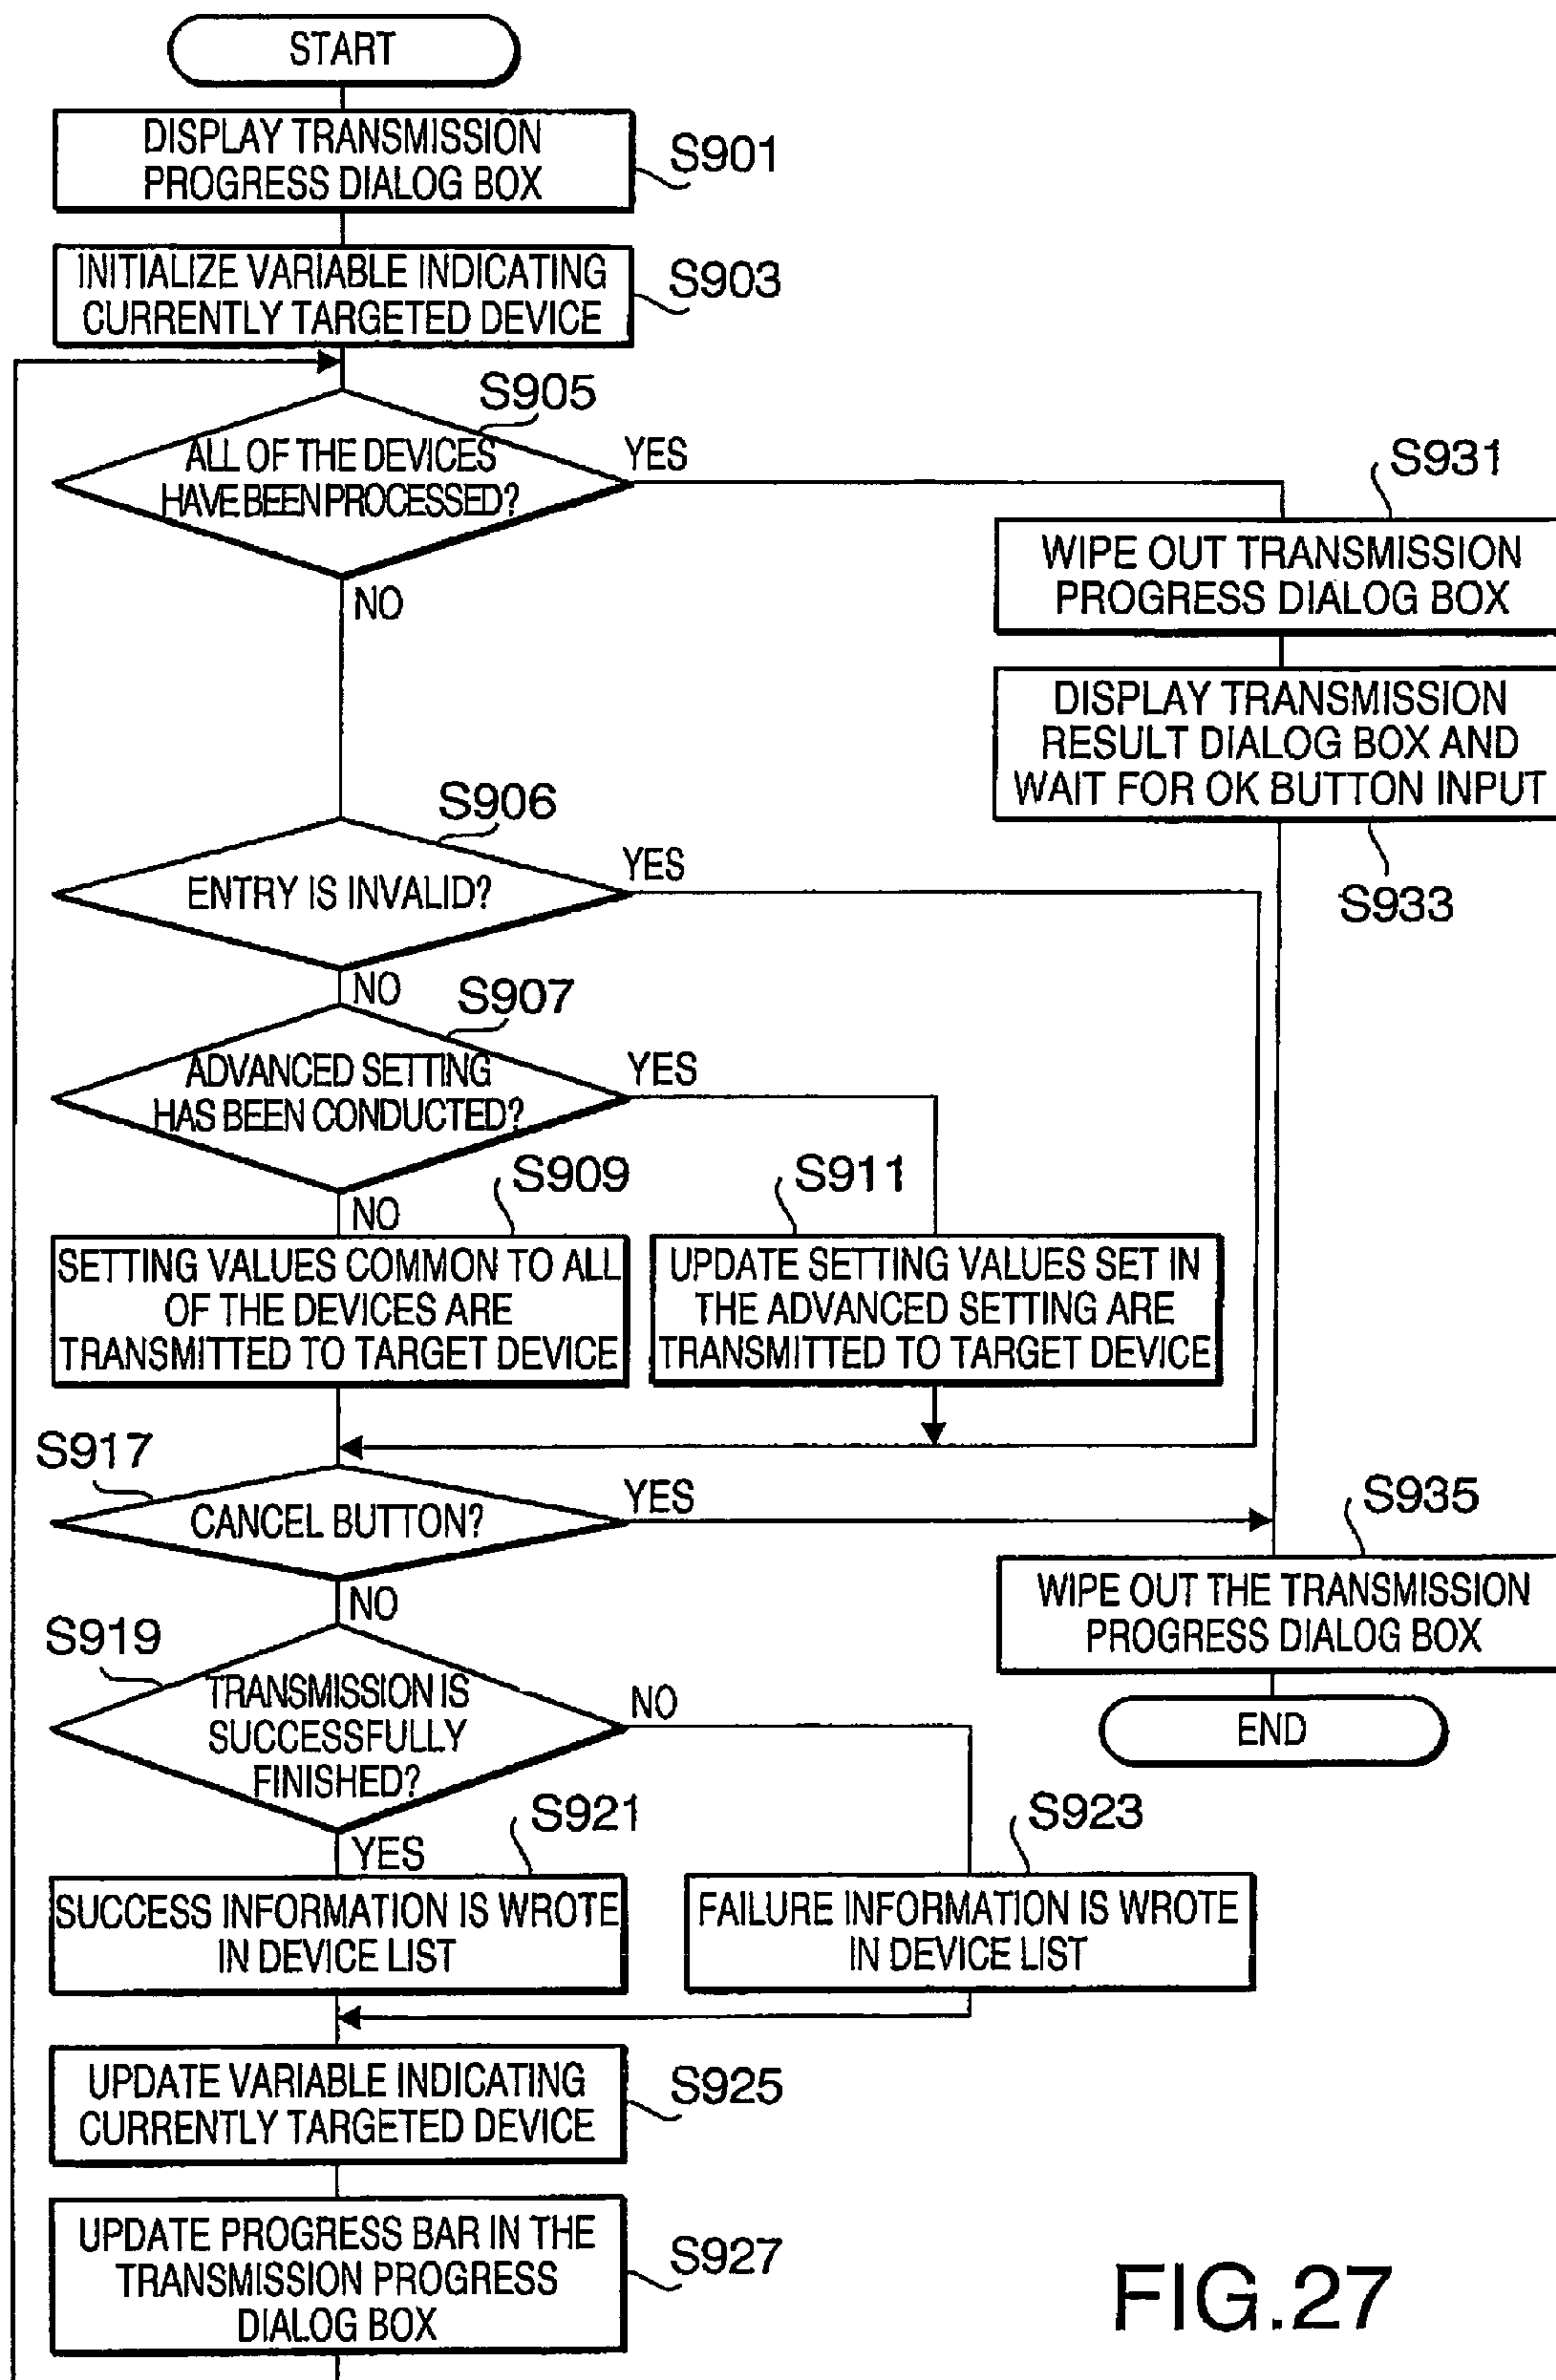 START
DISPLAY TRANSMISSION
PROGRESS DIALOG BOX
S901
INITIALIZE VARIABLE INDICATING
CURRENTLY TARGETED DEVICE
S903
S905
ALL OF THE DEVICES
HAVE BEEN PROCESSED?
YES
NO
S931
WIPE OUT TRANSMISSION
PROGRESS DIALOG BOX
DISPLAY TRANSMISSION
RESULT DIALOG BOX AND
WAIT FOR OK BUTTON INPUT
S933
S906
ENTRY IS INVALID?
YES
NO
S907
ADVANCED SETTING
HAS BEEN CONDUCTED?
YES
NO
S909
SETTING VALUES COMMON TO ALL
OF THE DEVICES ARE
TRANSMITTED TO TARGET DEVICE
S911
UPDATE SETTING VALUES SET IN
THE ADVANCED SETTING ARE
TRANSMITTED TO TARGET DEVICE
S917
CANCEL BUTTON?
YES
NO
S935
WIPE OUT THE TRANSMISSION
PROGRESS DIALOG BOX
END
S919
TRANSMISSION IS
SUCCESSFULLY
FINISHED?
NO
YES
S921
SUCCESS INFORMATION IS WROTE
IN DEVICE LIST
S923
FAILURE INFORMATION IS WROTE
IN DEVICE LIST
UPDATE VARIABLE INDICATING
CURRENTLY TARGETED DEVICE
S925
UPDATE PROGRESS BAR IN THE
TRANSMISSION PROGRESS
DIALOG BOX
S927
FIG.27